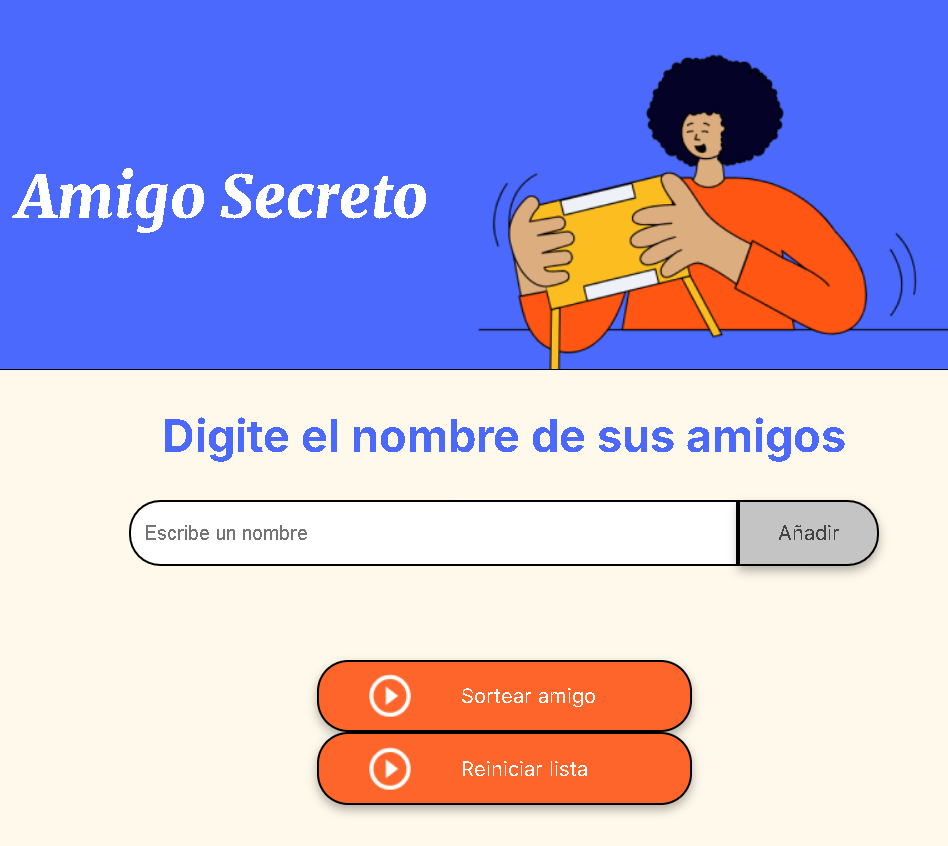 Amigo Secreto
Digite el nombre de sus amigos
Escribe un nombre
Añadir
Sortear amigo
Reiniciar lista